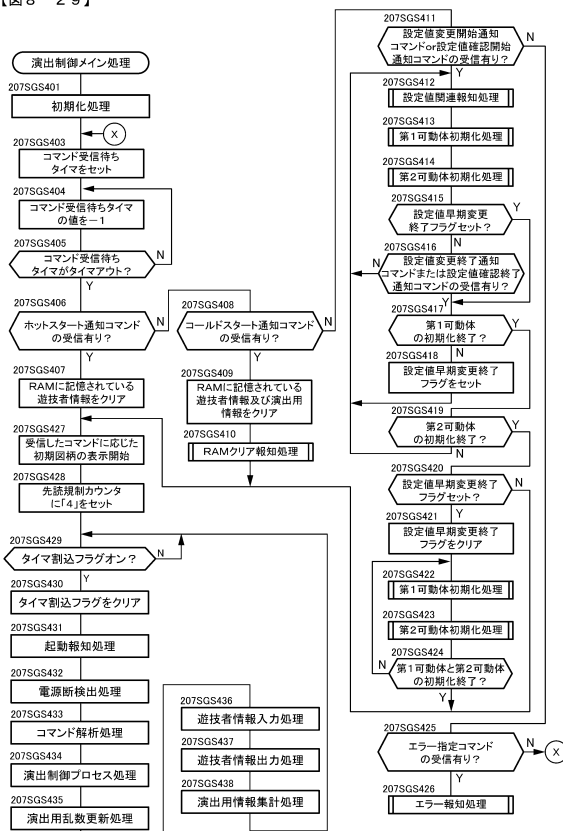 【図8-29】
演出制御メイン処理
207SGS401
初期化処理
X
207SGS403
コマンド受信待ち
タイマをセット
207SGS404
コマンド受信待ちタイマ
の値を-1
207SGS405
コマンド受信待ち
タイマがタイマアウト?
N
Y
207SGS406
ホットスタート通知コマンド
の受信有り?
N
Y
207SGS407
RAMに記憶されている
遊技者情報をクリア
207SGS427
受信したコマンドに応じた
初期図柄の表示開始
207SGS428
先読規制カウンタ
に「4」をセット
207SGS429
タイマ割込フラグオン?
N
Y
207SGS430
タイマ割込フラグをクリア
207SGS431
起動報知処理
207SGS432
電源断検出処理
207SGS433
コマンド解析処理
207SGS434
演出制御プロセス処理
207SGS435
演出用乱数更新処理
207SGS408
コールドスタート通知コマンド
の受信有り?
N
Y
207SGS409
RAMに記憶されている
遊技者情報及び演出用
情報をクリア
207SGS410
RAMクリア報知処理
207SGS436
遊技者情報入力処理
207SGS437
遊技者情報出力処理
207SGS438
演出用情報集計処理
207SGS411
設定値変更開始通知
コマンドor設定値確認開始
通知コマンドの受信有り?
N
Y
207SGS412
設定値関連報知処理
207SGS413
第1可動体初期化処理
207SGS414
第2可動体初期化処理
207SGS415
設定値早期変更
終了フラグセット?
Y
N
207SGS416
設定値変更終了通知
コマンドまたは設定値確認終了
通知コマンドの受信有り?
N
Y
207SGS417
第1可動体
の初期化終了?
Y
N
207SGS418
設定値早期変更終了
フラグをセット
207SGS419
第2可動体
の初期化終了?
Y
N
207SGS420
設定値早期変更終了
フラグセット?
N
Y
207SGS421
設定値早期変更終了
フラグをクリア
207SGS422
第1可動体初期化処理
207SGS423
第2可動体初期化処理
207SGS424
第1可動体と第2可動体
の初期化終了?
N
Y
207SGS425
エラー指定コマンド
の受信有り?
N
X
Y
207SGS426
エラー報知処理